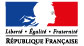 Liberté • Égalité • Fraternité
RÉPUBLIQUE FRANÇAISE